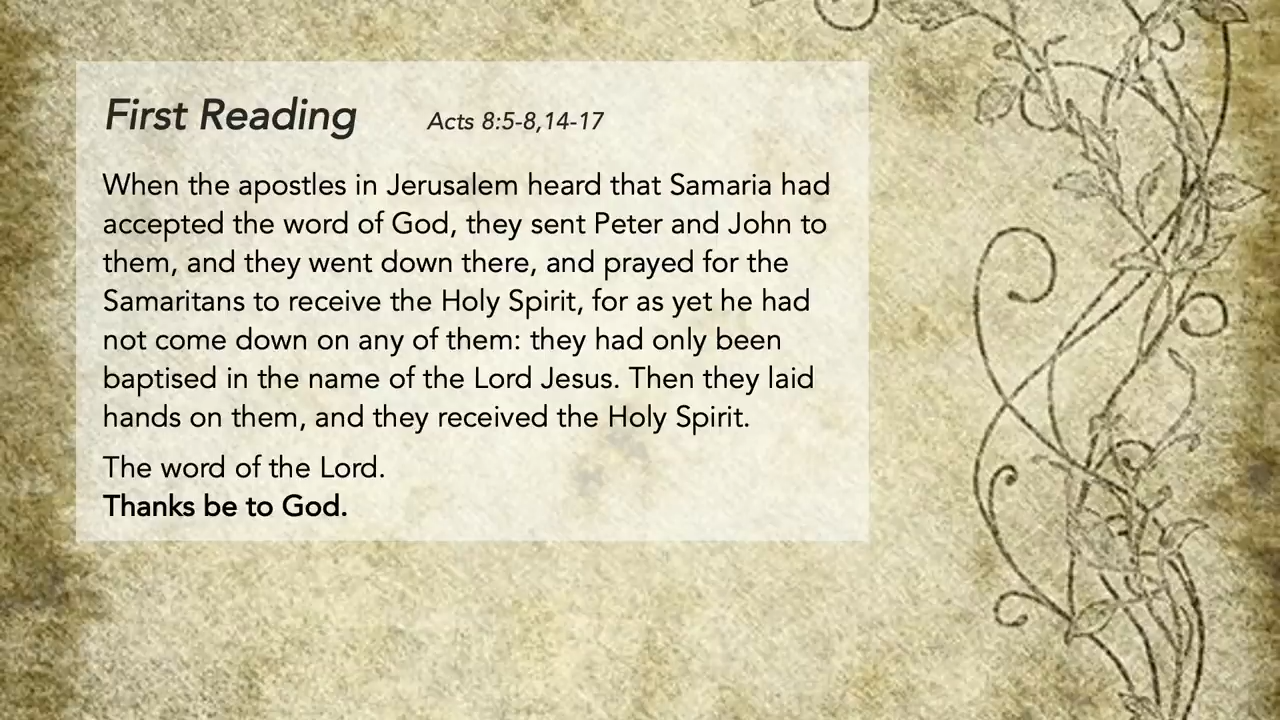 First Reading Acts 8:5-8,14-17
When the apostles in Jerusalem heard that Samaria had
accepted the word of God, they sent Peter and John to
them, and they went down there, and prayed for the
Samaritans to receive the Holy Spirit, for as yet he had
not come down on any of them: they had only been
baptised in the name of the Lord Jesus. Then they laid
hands on them, and they received the Holy Spirit.
The word of the Lord.
Thanks be to God.